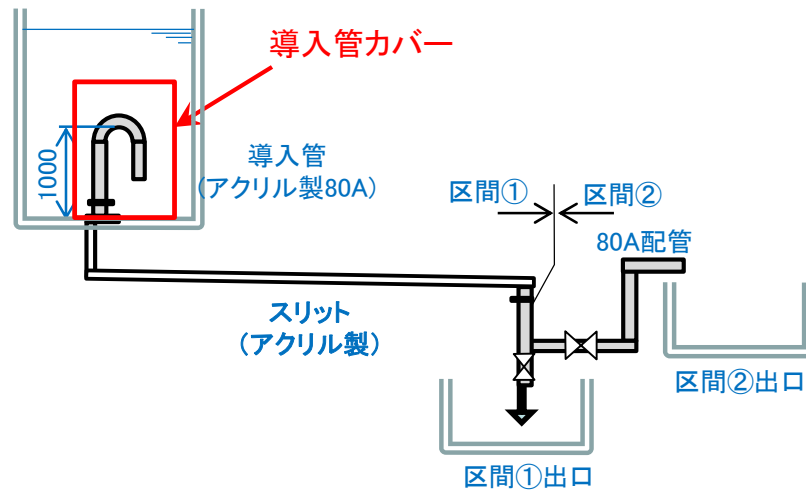 導入管カバー
1000
導入管
(アクリル製80A)
区間①
区間②
80A配管
スリット
(アクリル製)
区間②出口
区間①出口